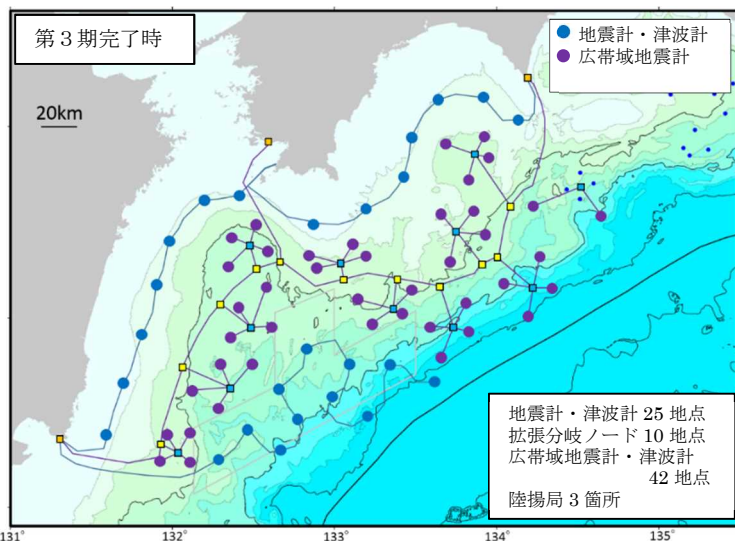 第３期完了時
地震計・津波計
広帯域地震計
20km
地震計・津波計 25 地点
拡張分岐ノード 10 地点
広帯域地震計・津波計
42 地点
陸揚局 3 箇所
131°
132°
133°
134°
135°